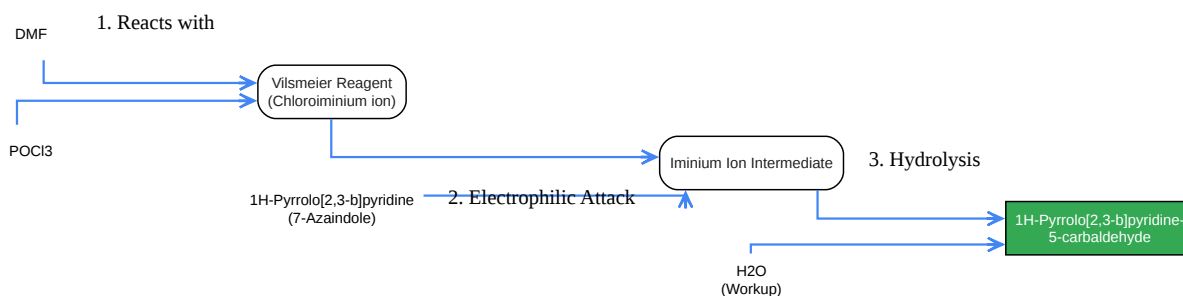 1. Reacts with
DMF
Vilsmeier Reagent
(Chloroiminium ion)
POCl3
Iminium Ion Intermediate
3. Hydrolysis
1H-Pyrrolo[2,3-b]pyridine
(7-Azaindole)
2. Electrophilic Attack
1H-Pyrrolo[2,3-b]pyridine-
5-carbaldehyde
H2O
(Workup)